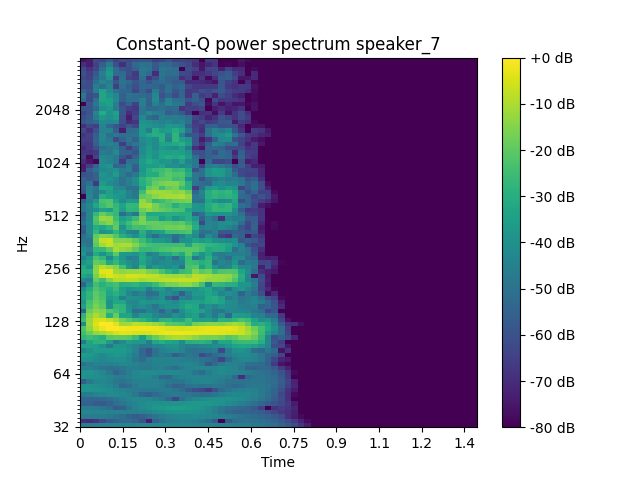 Constant-Q power spectrum speaker_7
Hz
2048
1024
512
256
128
64
32
0 0.15 0.3 0.45 0.6 0.75 0.9 1.1 1.2 1.4
Time
+0 dB
-10 dB
-20 dB
-30 dB
-40 dB
-50 dB
-60 dB
-70 dB
-80 dB